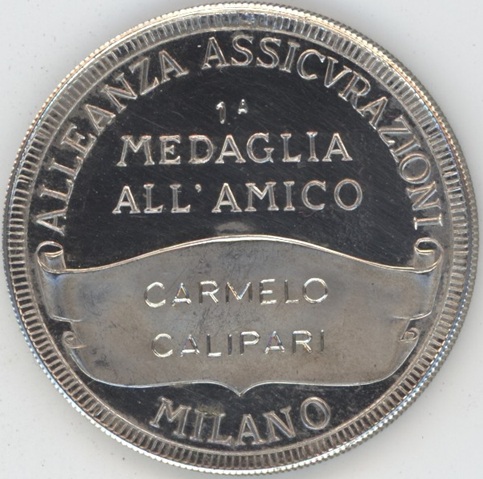 ALLEANZA ASSICVRAZIONI
1A
MEDAGLIA
ALL'AMICO
CARMELO
CALIPARI
MILANO